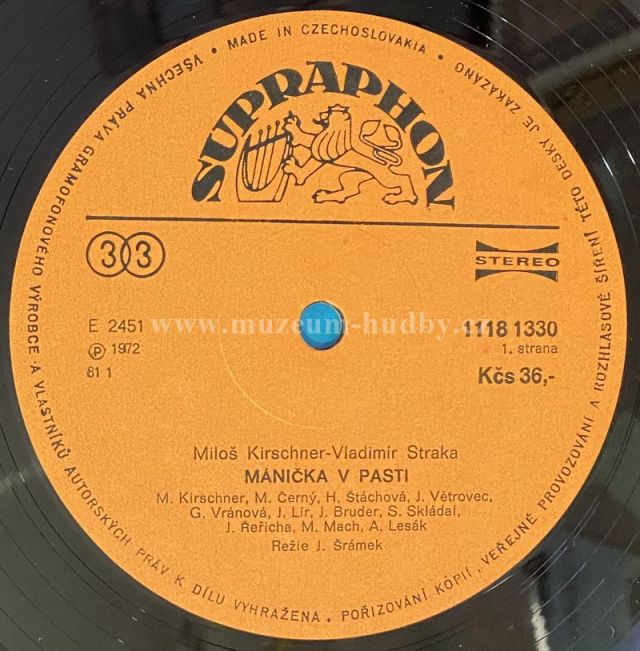 VŠECHNA PRÁVA GRAMOFONOVÉHO VÝROBCE · A VLASTNÍKŮ AUTORSKÝCH PRÁV K DÍLU VYHRAŽENA. POŘIZOVÁNÍ KÓPIÍ, VEŘEJNÉ PROVOZOVÁNÍ A ROZHLASOVÉ ŠÍŘENÍ TÉTO DESKY JE ZAKÁZÁNO
· MADE IN CZECHOSLOVAKIA ·
SUPRAPHON
33
STEREO
E 2451
www.muzeum-hudby.cz
1118 1330
℗ 1972
1. strana
81 1
Kčs 36,-
Miloš Kirschner-Vladimír Straka
MÁNIČKA V PASTI
M. Kirschner, M. Černý, H. Štáchová, J. Větrovec,
G. Vránová, J. Lír, J. Bruder, S. Skládal,
J. Řeřicha, M. Mach, A. Lesák
Režie J. Šrámek